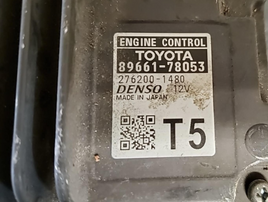 ENGINE CONTROL
TOYOTA
89661-78053
276200-1480
DENSO 12V
MADE IN JAPAN
T5